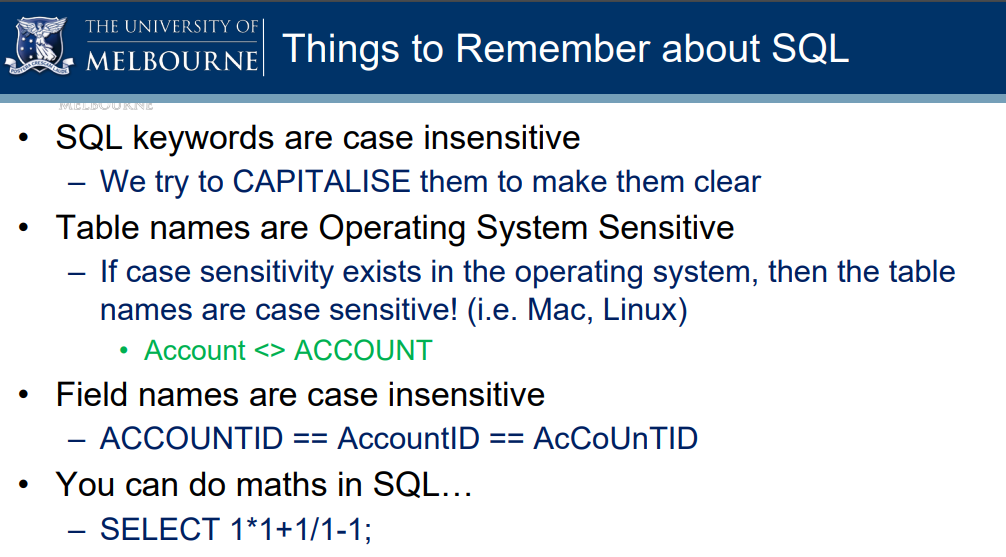 THE UNIVERSITY OF
MELBOURNE
Things to Remember about SQL
MELBOURNE
• SQL keywords are case insensitive
– We try to CAPITALISE them to make them clear
• Table names are Operating System Sensitive
– If case sensitivity exists in the operating system, then the table
names are case sensitive! (i.e. Mac, Linux)
• Account <> ACCOUNT
• Field names are case insensitive
– ACCOUNTID == AccountID == AcCoUnTID
• You can do maths in SQL…
– SELECT 1*1+1/1-1;